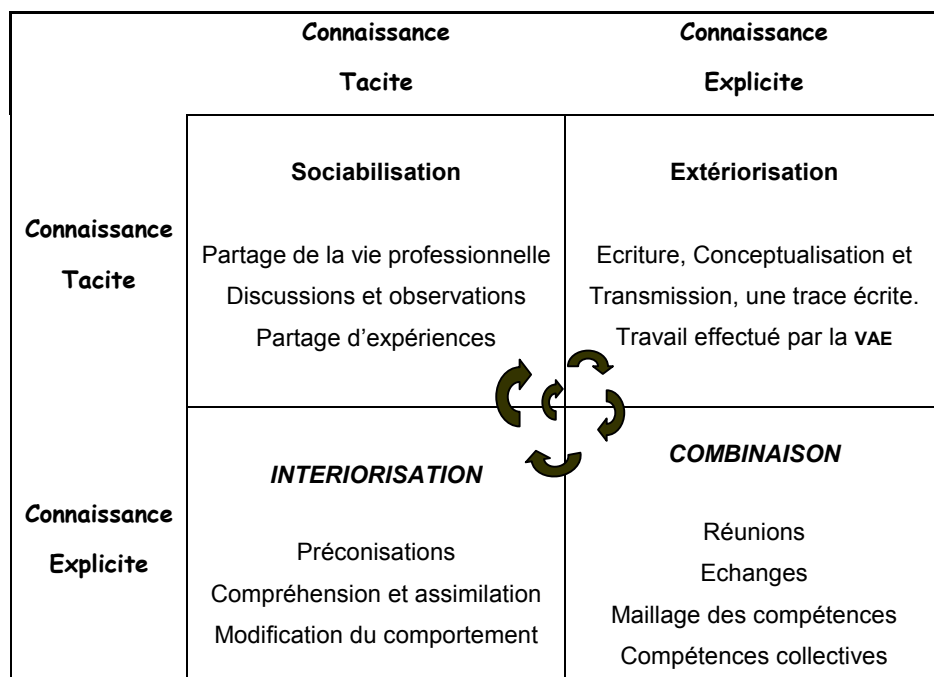 Connaissance
Tacite
Connaissance
Explicite
Connaissance
Tacite
Sociabilisation
Partage de la vie professionnelle
Discussions et observations
Partage d’expériences
Extériorisation
Ecriture, Conceptualisation et
Transmission, une trace écrite.
Travail effectué par la VAE
Connaissance
Explicite
INTERIORISATION
Préconisations
Compréhension et assimilation
Modification du comportement
COMBINAISON
Réunions
Echanges
Maillage des compétences
Compétences collectives